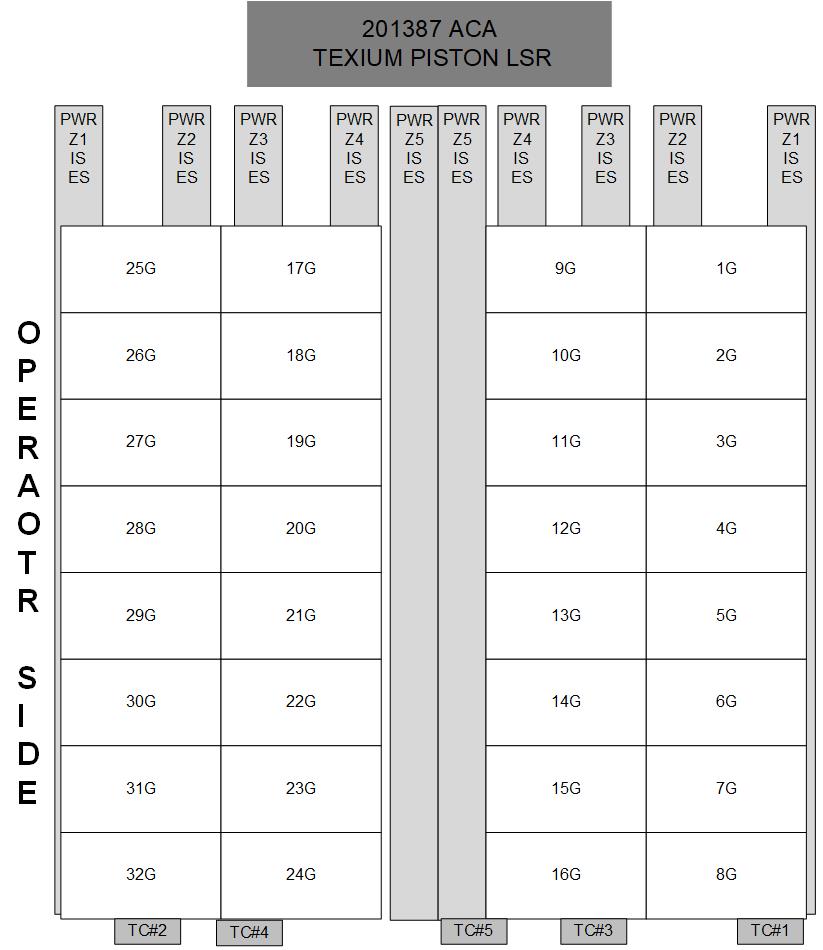 201387 ACA
TEXIUM PISTON LSR
PWR
Z1
IS
ES
PWR
Z2
IS
ES
PWR
Z3
IS
ES
PWR
Z4
IS
ES
PWR
Z5
IS
ES
PWR
Z5
IS
ES
PWR
Z4
IS
ES
PWR
Z3
IS
ES
PWR
Z2
IS
ES
PWR
Z1
IS
ES
OPERAOTR SIDE
25G 17G 9G 1G
26G 18G 10G 2G
27G 19G 11G 3G
28G 20G 12G 4G
29G 21G 13G 5G
30G 22G 14G 6G
31G 23G 15G 7G
32G 24G 16G 8G
TC#2 TC#4 TC#5 TC#3 TC#1